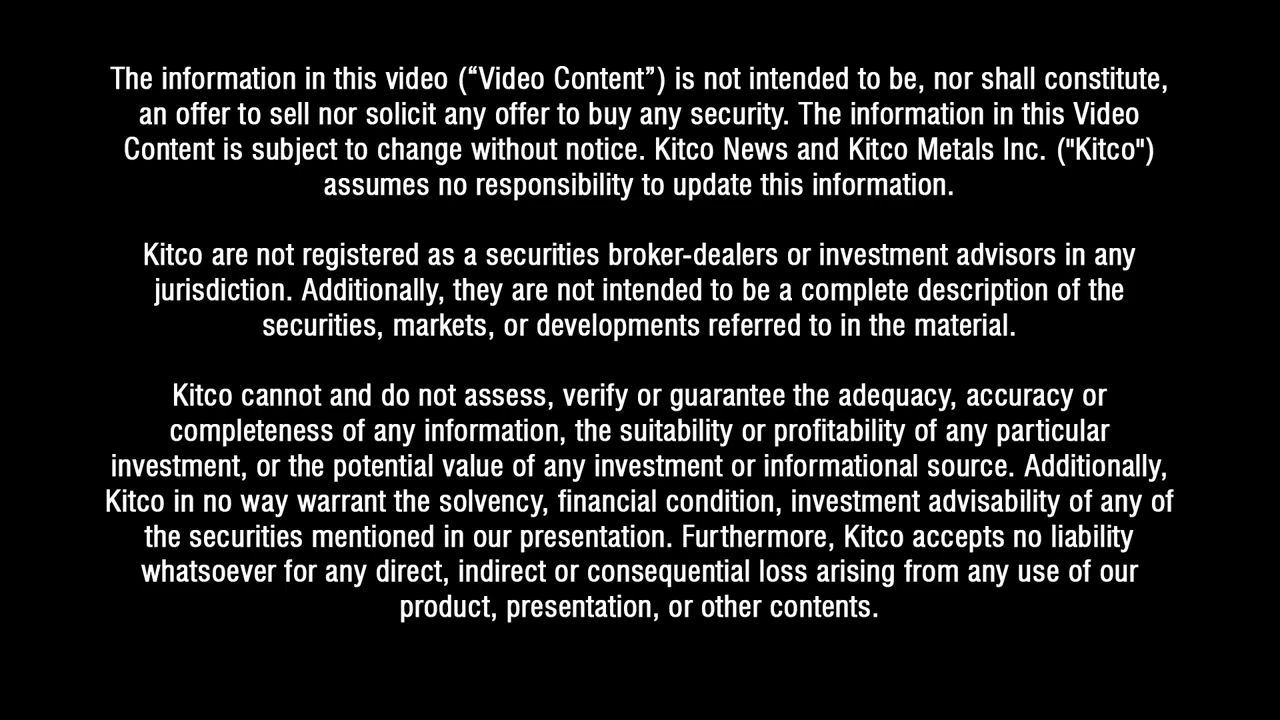 The information in this video (“Video Content”) is not intended to be, nor shall constitute,
an offer to sell nor solicit any offer to buy any security. The information in this Video
Content is subject to change without notice. Kitco News and Kitco Metals Inc. ("Kitco")
assumes no responsibility to update this information.
Kitco are not registered as a securities broker-dealers or investment advisors in any
jurisdiction. Additionally, they are not intended to be a complete description of the
securities, markets, or developments referred to in the material.
Kitco cannot and do not assess, verify or guarantee the adequacy, accuracy or
completeness of any information, the suitability or profitability of any particular
investment, or the potential value of any investment or informational source. Additionally,
Kitco in no way warrant the solvency, financial condition, investment advisability of any of
the securities mentioned in our presentation. Furthermore, Kitco accepts no liability
whatsoever for any direct, indirect or consequential loss arising from any use of our
product, presentation, or other contents.